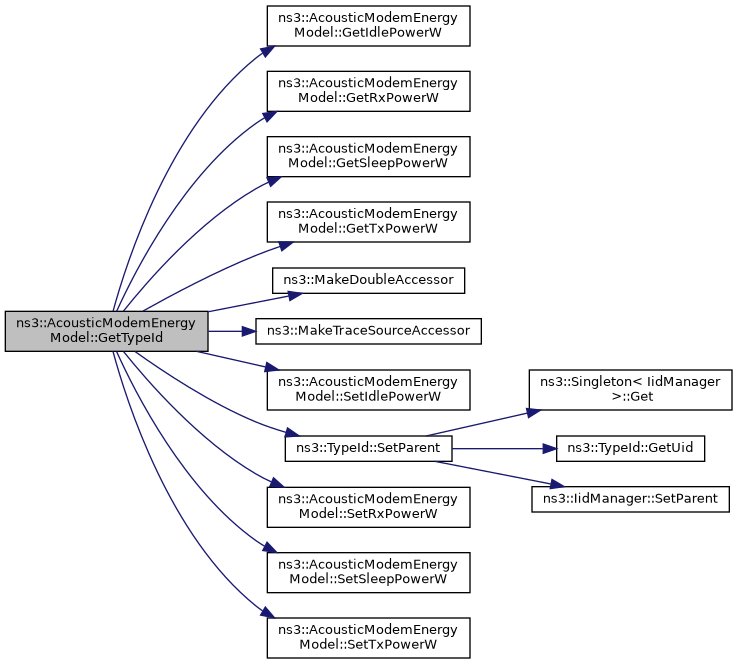 ns3::AcousticModemEnergy
Model::GetIdlePowerW
ns3::AcousticModemEnergy
Model::GetRxPowerW
ns3::AcousticModemEnergy
Model::GetSleepPowerW
ns3::AcousticModemEnergy
Model::GetTxPowerW
ns3::MakeDoubleAccessor
ns3::AcousticModemEnergy
Model::GetTypeId
ns3::MakeTraceSourceAccessor
ns3::AcousticModemEnergy
Model::SetIdlePowerW
ns3::Singleton< IidManager
>::Get
ns3::TypeId::SetParent
ns3::TypeId::GetUid
ns3::IidManager::SetParent
ns3::AcousticModemEnergy
Model::SetRxPowerW
ns3::AcousticModemEnergy
Model::SetSleepPowerW
ns3::AcousticModemEnergy
Model::SetTxPowerW